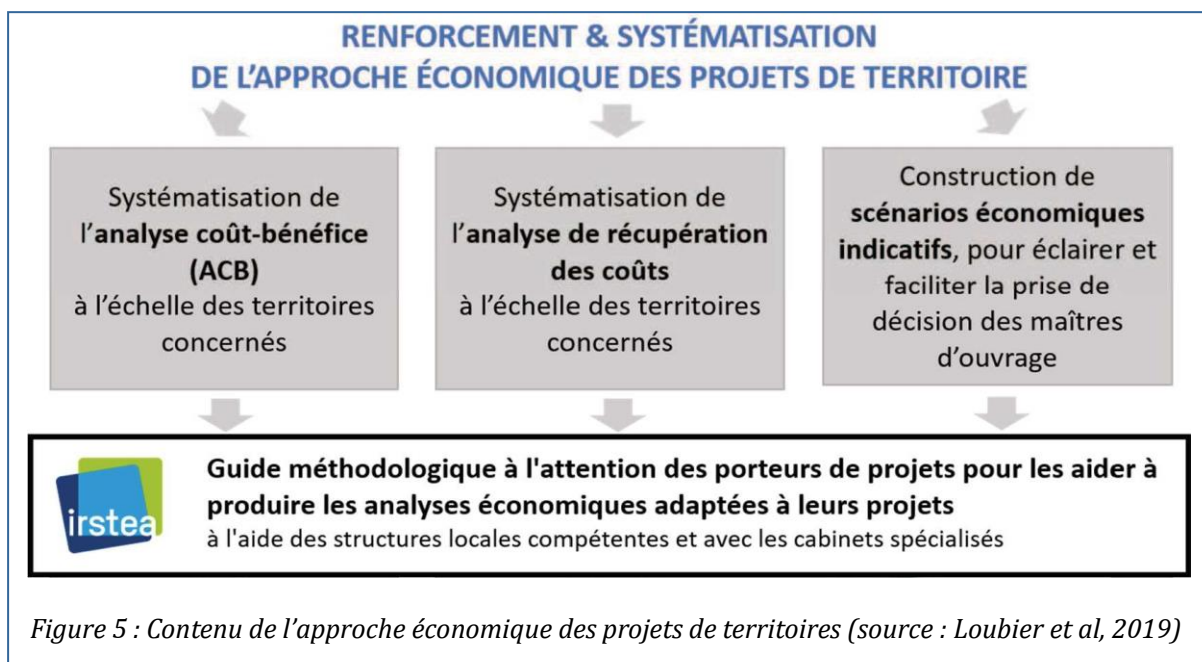 RENFORCEMENT & SYSTÉMATISATION
DE L'APPROCHE ÉCONOMIQUE DES PROJETS DE TERRITOIRE
Systématisation de
l'analyse coût-bénéfice
(ACB)
à l'échelle des territoires
concernés
Systématisation de
l'analyse de récupération
des coûts
à l'échelle des territoires
concernés
Construction de
scénarios économiques
indicatifs, pour éclairer et
faciliter la prise de
décision des maîtres
d'ouvrage
irstea
Guide méthodologique à l'attention des porteurs de projets pour les aider à
produire les analyses économiques adaptées à leurs projets
à l'aide des structures locales compétentes et avec les cabinets spécialisés
Figure 5 : Contenu de l'approche économique des projets de territoires (source : Loubier et al, 2019)